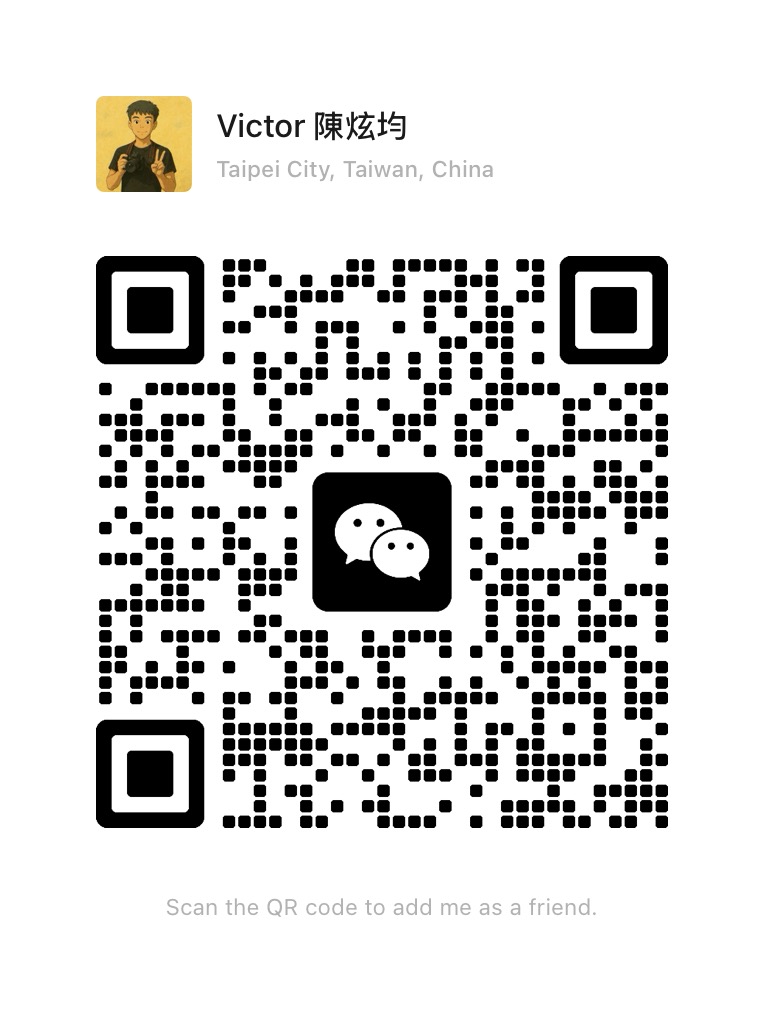 Victor 陳炫均
Taipei City, Taiwan, China
Scan the QR code to add me as a friend.